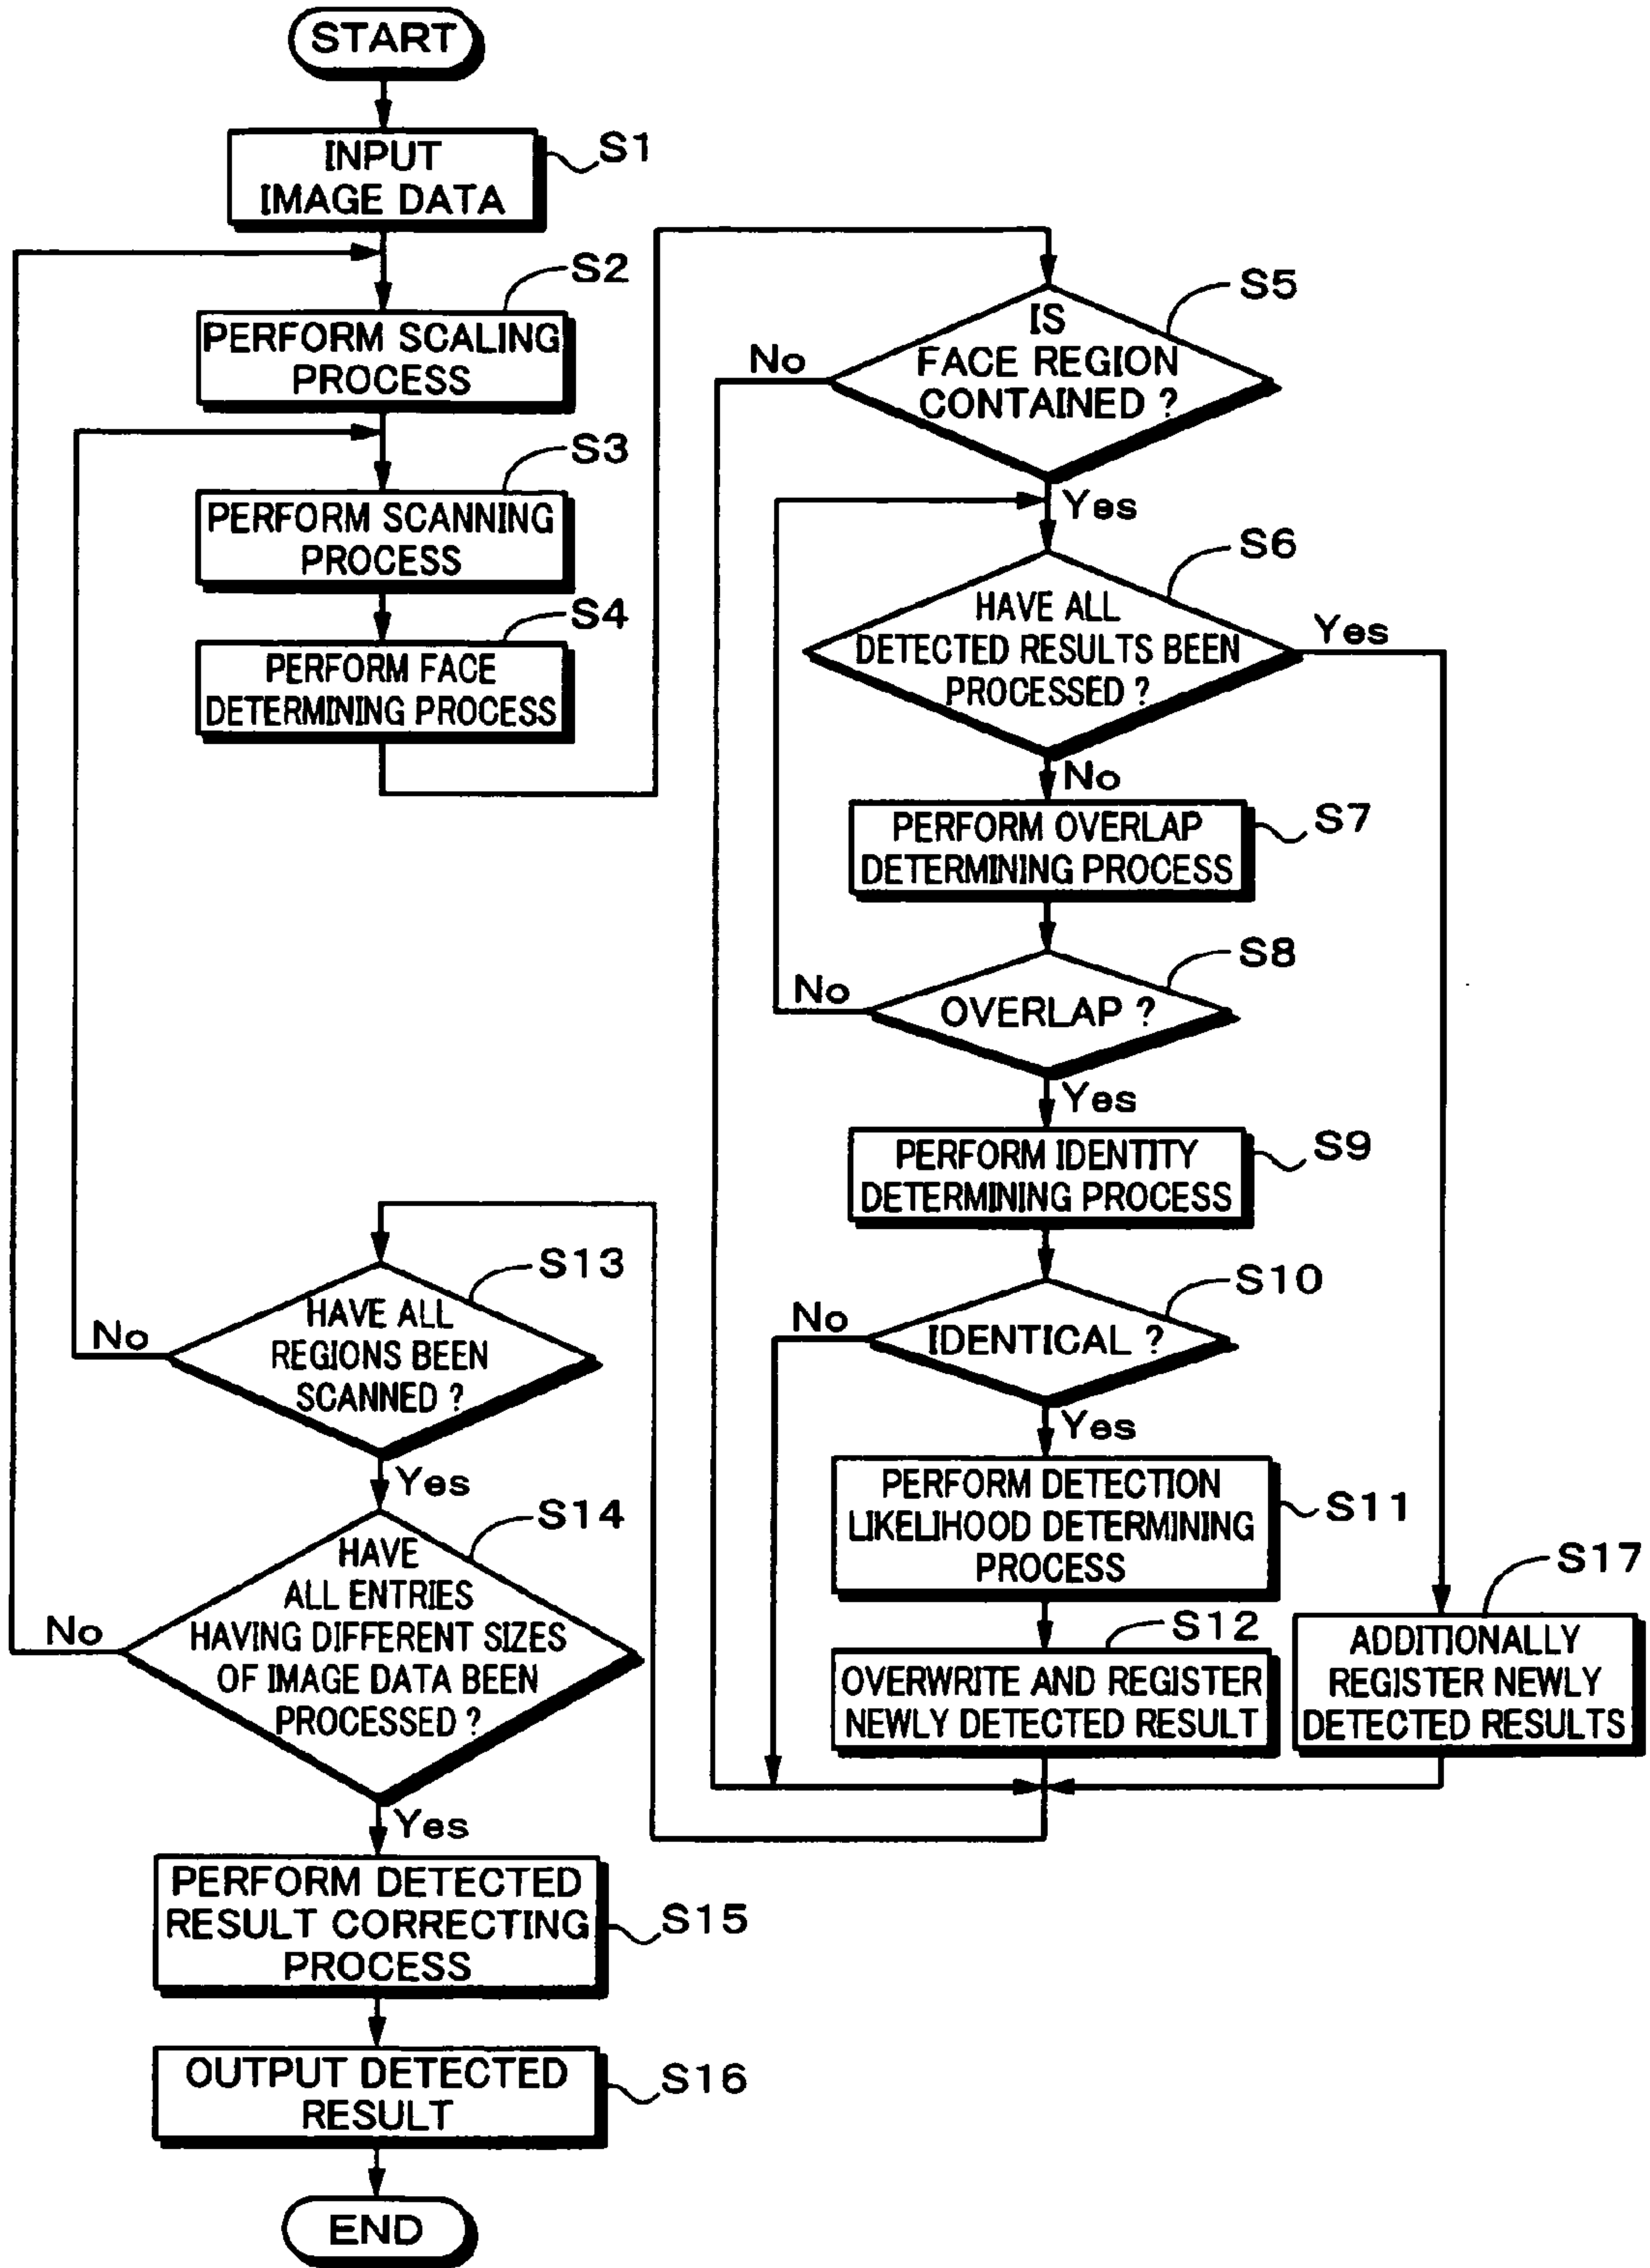 START
INPUT
IMAGE DATA
S1
S2
PERFORM SCALING
PROCESS
S3
PERFORM SCANNING
PROCESS
S4
PERFORM FACE
DETERMINING PROCESS
S5
IS
FACE REGION
CONTAINED ?
No
Yes
S6
HAVE ALL
DETECTED RESULTS BEEN
PROCESSED ?
Yes
No
PERFORM OVERLAP
DETERMINING PROCESS
S7
S8
OVERLAP ?
No
Yes
PERFORM IDENTITY
DETERMINING PROCESS
S9
S10
IDENTICAL ?
No
Yes
PERFORM DETECTION
LIKELIHOOD DETERMINING
PROCESS
S11
S12
OVERWRITE AND REGISTER
NEWLY DETECTED RESULT
S17
ADDITIONALLY
REGISTER NEWLY
DETECTED RESULTS
S13
HAVE ALL
REGIONS BEEN
SCANNED ?
No
Yes
S14
HAVE
ALL ENTRIES
HAVING DIFFERENT SIZES
OF IMAGE DATA BEEN
PROCESSED ?
No
Yes
PERFORM DETECTED
RESULT CORRECTING
PROCESS
S15
OUTPUT DETECTED
RESULT
S16
END